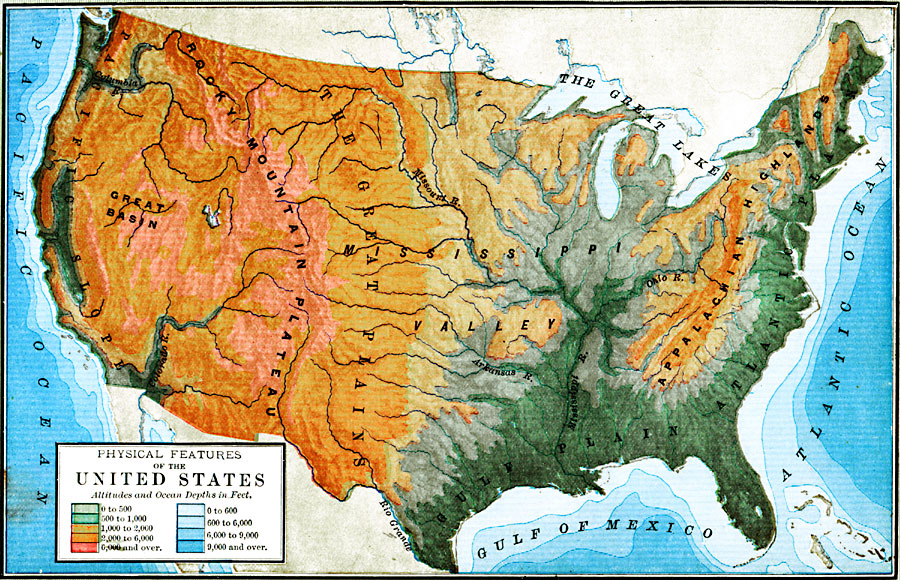 PACIFIC OCEAN
Columbia R.
PACIFIC SLOPE
ROCKY MOUNTAIN PLATEAU
GREAT
BASIN
Colorado R.
THE GREAT PLAINS
Missouri R.
MISSISSIPPI
VALLEY
Arkansas R.
Mississippi R.
Ohio R.
THE GREAT LAKES
APPALACHIAN HIGHLANDS
GULF PLAIN
ATLANTIC PLAIN
ATLANTIC OCEAN
Rio Grande
GULF OF MEXICO
PHYSICAL FEATURES
OF THE
UNITED STATES
Altitudes and Ocean Depths in Feet,
0 to 500
500 to 1,000
1,000 to 2,000
2,000 to 6,000
6,000 and over.
0 to 600
600 to 6,000
6,000 to 9,000
9,000 and over.